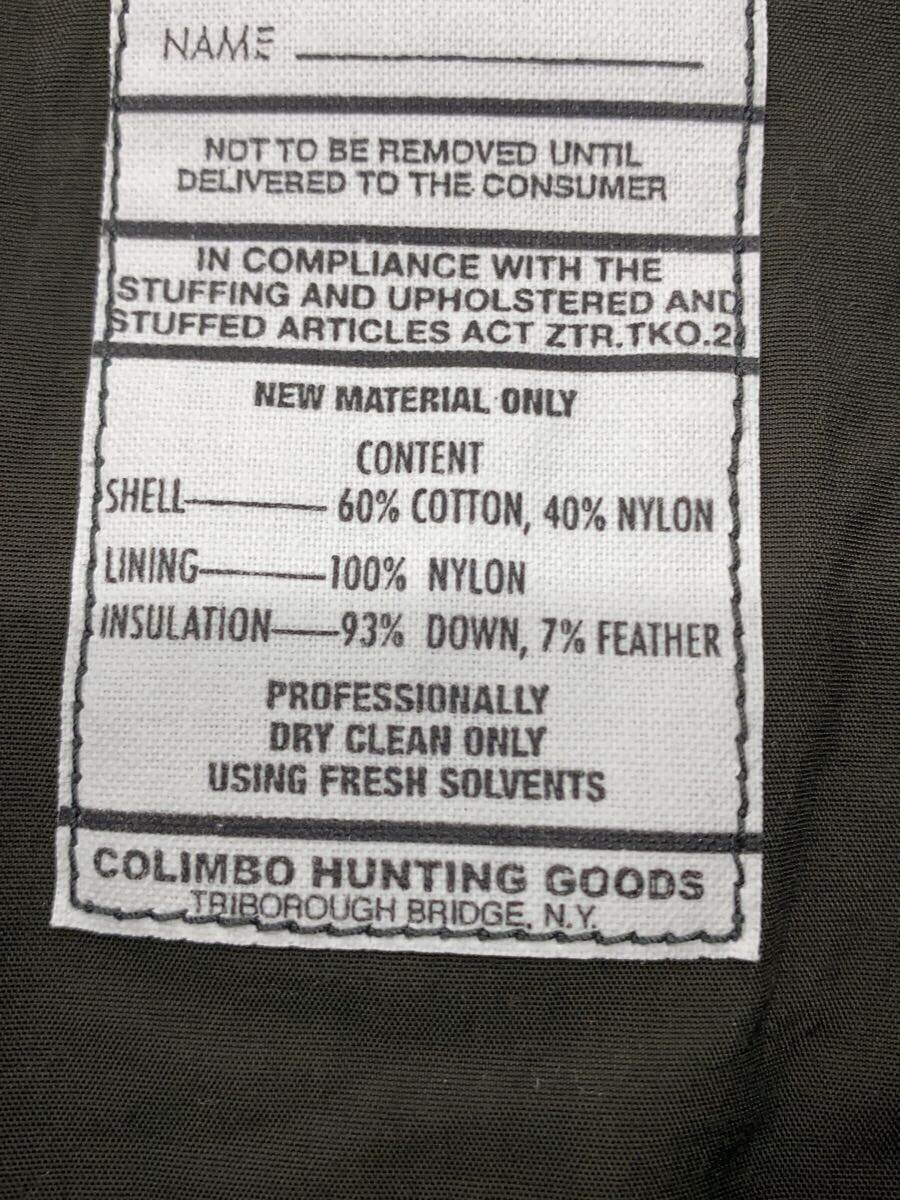 NAME
NOT TO BE REMOVED UNTIL
DELIVERED TO THE CONSUMER
IN COMPLIANCE WITH THE
STUFFING AND UPHOLSTERED AND
STUFFED ARTICLES ACT ZTR.TKO.2
NEW MATERIAL ONLY
CONTENT
SHELL 60% COTTON, 40% NYLON
LINING 100% NYLON
INSULATION 93% DOWN, 7% FEATHER
PROFESSIONALLY
DRY CLEAN ONLY
USING FRESH SOLVENTS
COLIMBO HUNTING GOODS
TRIBOROUGH BRIDGE, N.Y.